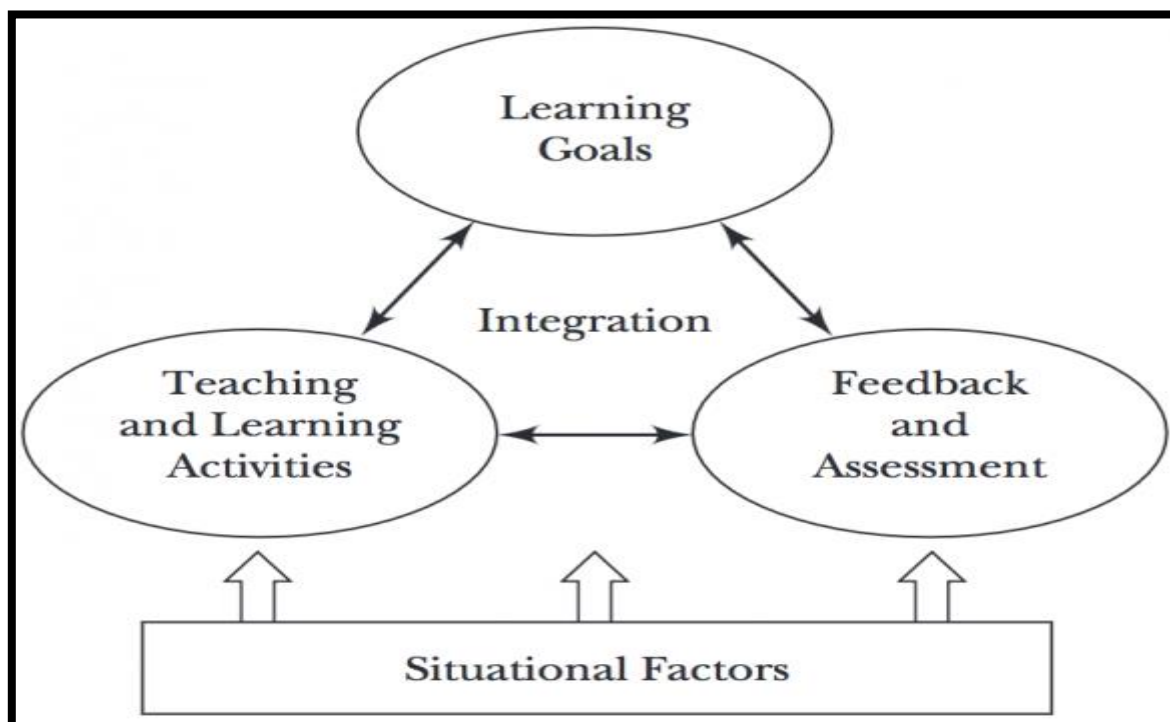 Learning
Goals
Integration
Teaching
and Learning
Activities
Feedback
and
Assessment
Situational Factors